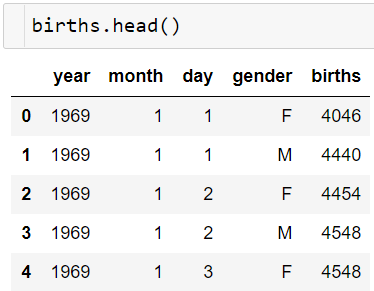 births.head()
year month day gender births
0 1969 1 1 F 4046
1 1969 1 1 M 4440
2 1969 1 2 F 4454
3 1969 1 2 M 4548
4 1969 1 3 F 4548